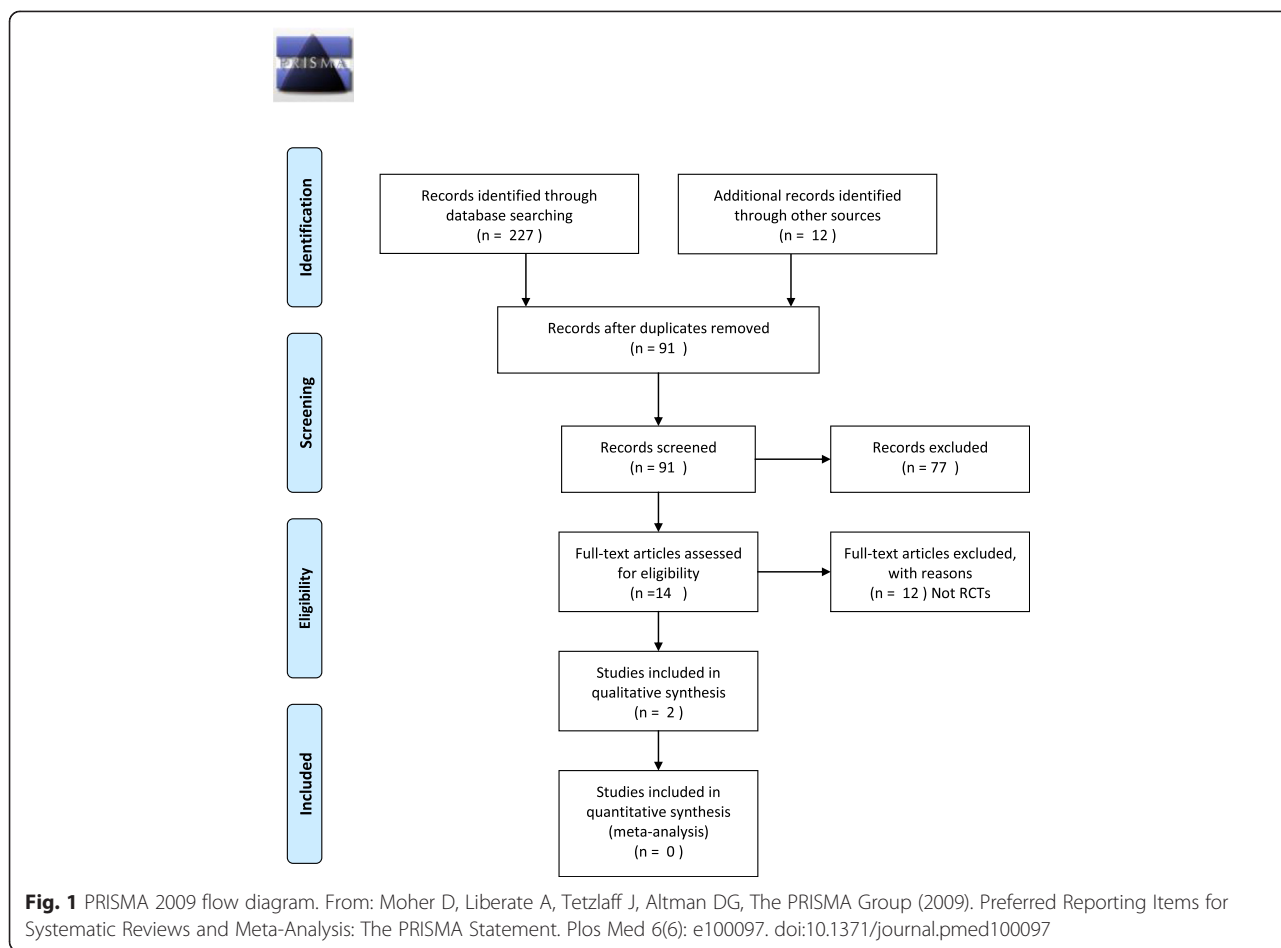 PRISMA
Identification
Records identified through
database searching
(n = 227 )
Additional records identified
through other sources
(n = 12 )
Records after duplicates removed
(n = 91 )
Screening
Records screened
(n = 91 )
Records excluded
(n = 77 )
Eligibility
Full-text articles assessed
for eligibility
(n =14 )
Full-text articles excluded,
with reasons
(n = 12 ) Not RCTs
Studies included in
qualitative synthesis
(n = 2 )
Included
Studies included in
quantitative synthesis
(meta-analysis)
(n = 0 )
Fig. 1 PRISMA 2009 flow diagram. From: Moher D, Liberate A, Tetzlaff J, Altman DG, The PRISMA Group (2009). Preferred Reporting Items for
Systematic Reviews and Meta-Analysis: The PRISMA Statement. Plos Med 6(6): e100097. doi:10.1371/journal.pmed100097